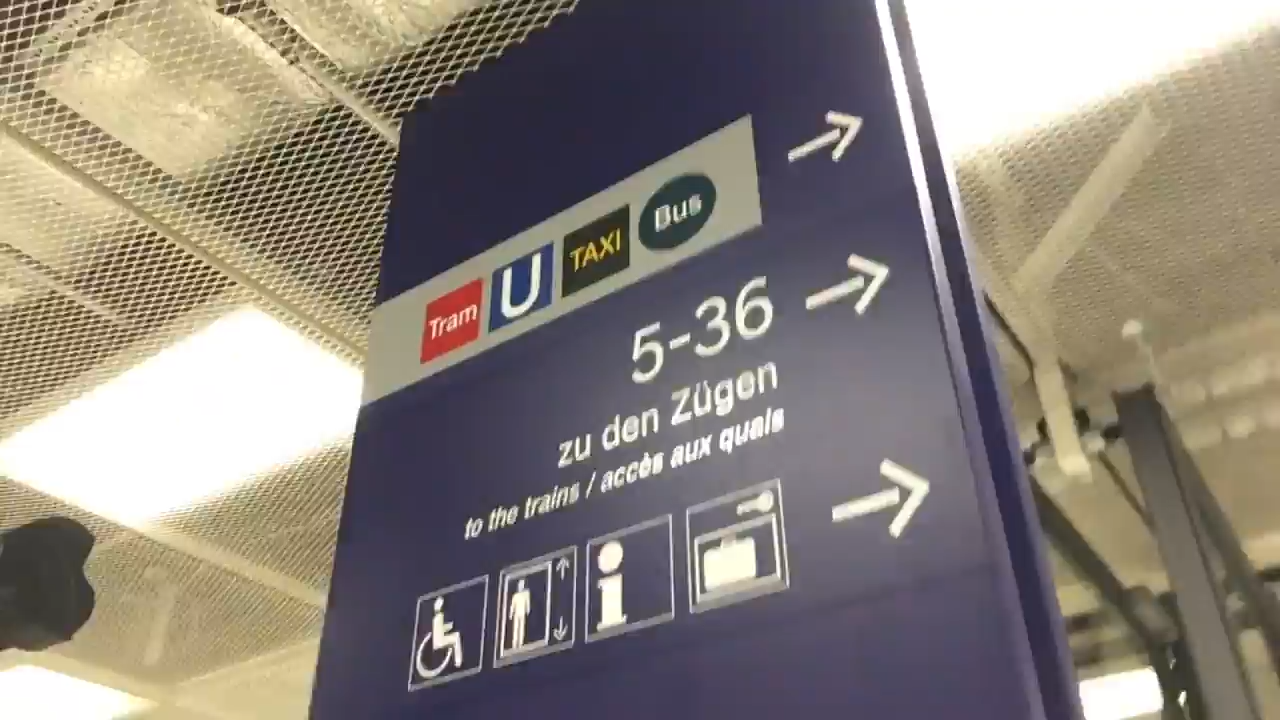 Tram U TAXI Bus
5-36
zu den Zügen
to the trains / accès aux quais